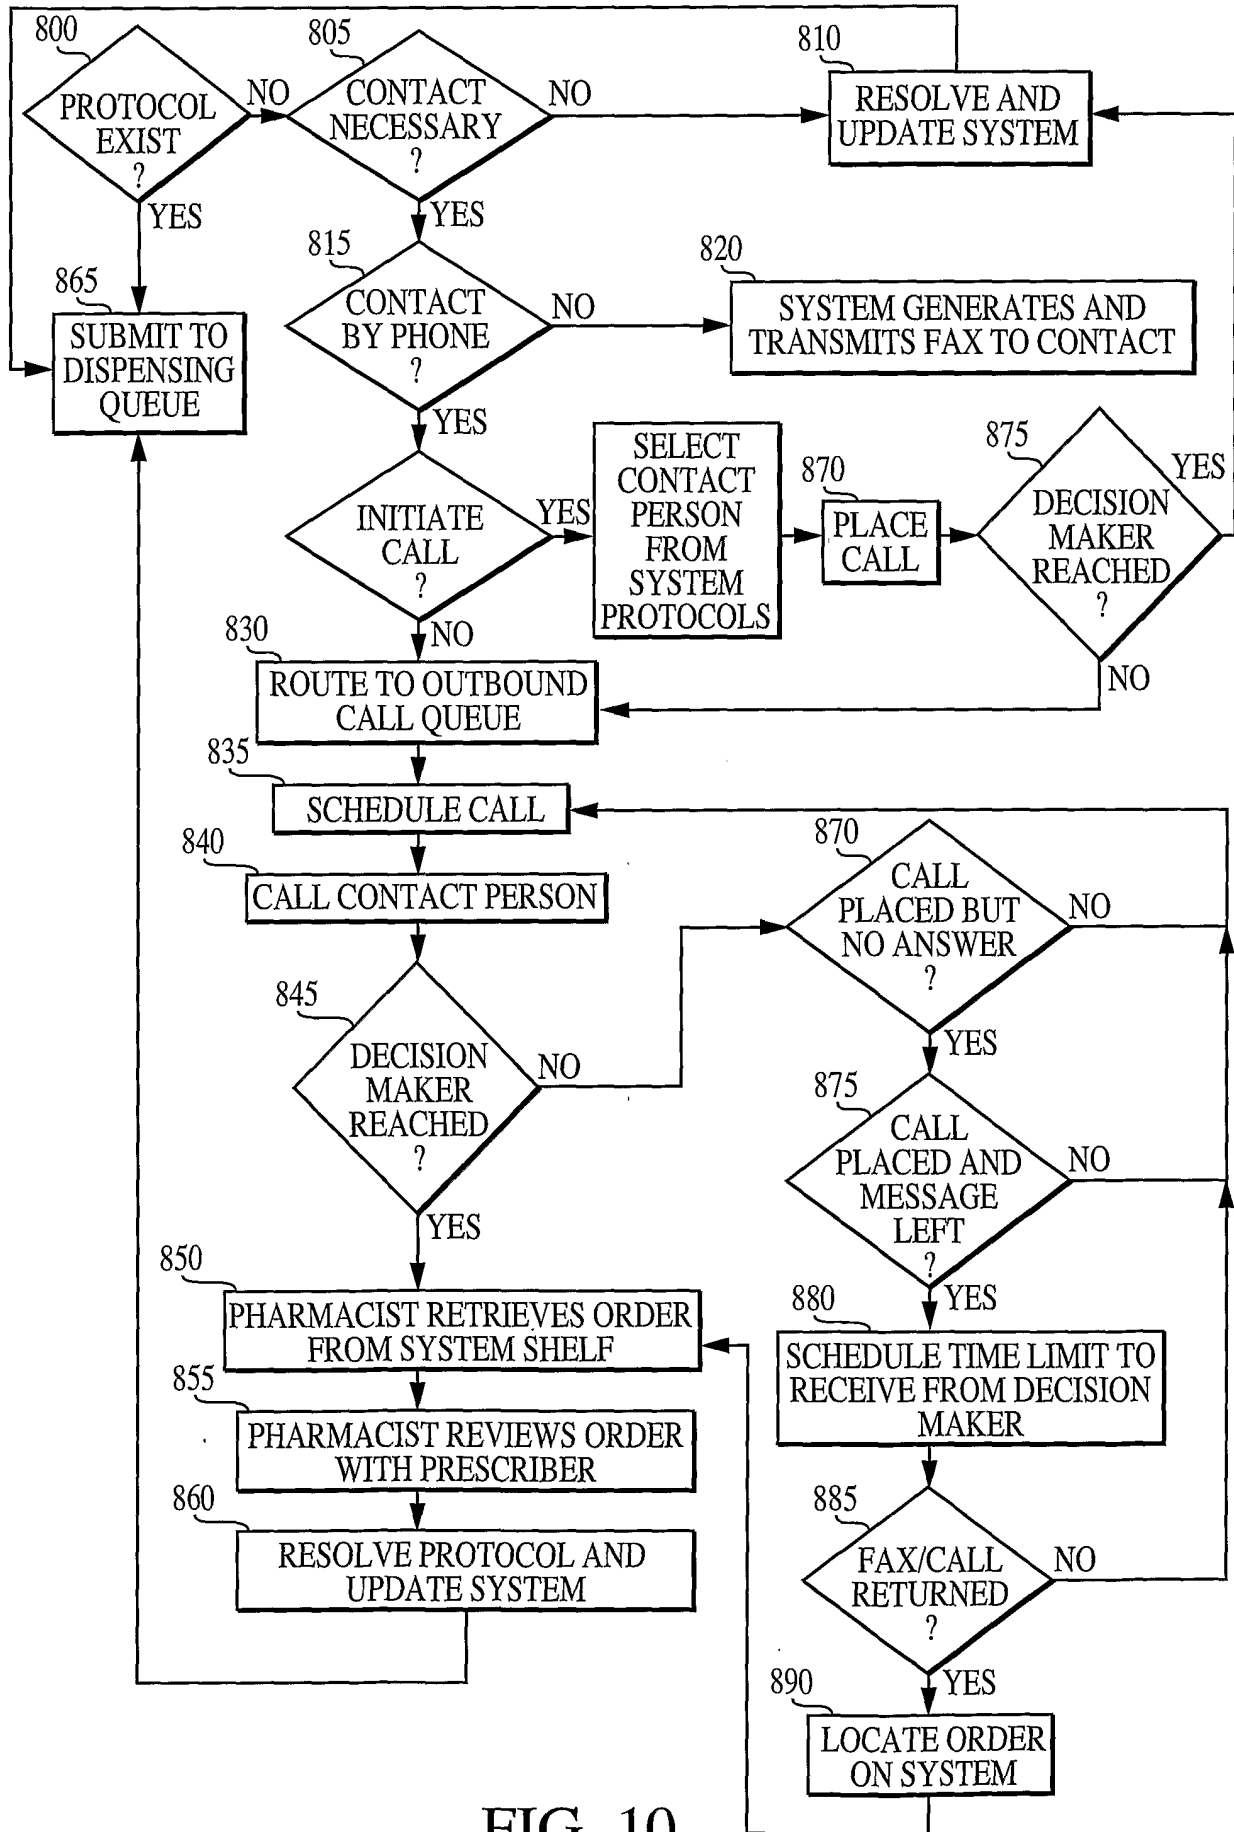 800
PROTOCOL
EXIST
?
NO
YES
805
CONTACT
NECESSARY
?
NO
YES
810
RESOLVE AND
UPDATE SYSTEM
815
CONTACT
BY PHONE
?
NO
YES
820
SYSTEM GENERATES AND
TRANSMITS FAX TO CONTACT
865
SUBMIT TO
DISPENSING
QUEUE
INITIATE
CALL
?
YES
NO
SELECT
CONTACT
PERSON
FROM
SYSTEM
PROTOCOLS
870
PLACE
CALL
875
DECISION
MAKER
REACHED
?
YES
NO
830
ROUTE TO OUTBOUND
CALL QUEUE
835
SCHEDULE CALL
840
CALL CONTACT PERSON
845
DECISION
MAKER
REACHED
?
NO
YES
870
CALL
PLACED BUT
NO ANSWER
?
NO
YES
875
CALL
PLACED AND
MESSAGE
LEFT
?
NO
YES
850
PHARMACIST RETRIEVES ORDER
FROM SYSTEM SHELF
855
PHARMACIST REVIEWS ORDER
WITH PRESCRIBER
860
RESOLVE PROTOCOL AND
UPDATE SYSTEM
880
SCHEDULE TIME LIMIT TO
RECEIVE FROM DECISION
MAKER
885
FAX/CALL
RETURNED
?
NO
YES
890
LOCATE ORDER
ON SYSTEM
FIG. 10